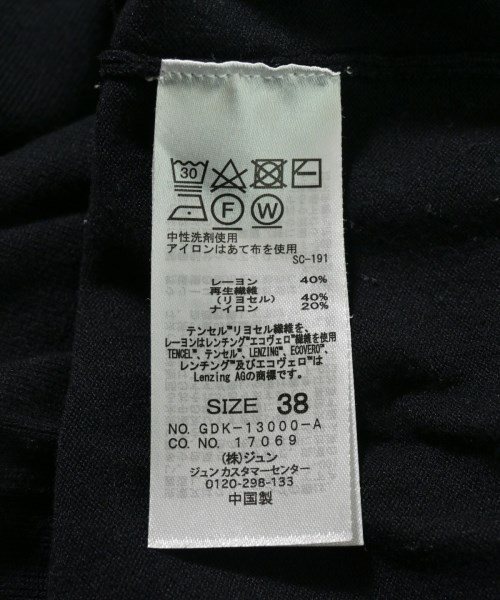 30
F W
中性洗剤使用
アイロンはあて布を使用
SC-191
レーヨン 40%
再生繊維
(リヨセル) 40%
ナイロン 20%
テンセル™リヨセル繊維を、
レーヨンはレンチング™エコヴェロ™繊維を使用
TENCEL™、テンセル™、LENZING™、ECOVERO™、
レンチング™及びエコヴェロ™は
Lenzing AGの商標です。
SIZE 38
NO. GDK-13000-A
CO. NO. 17069
(株)ジュン
ジュンカスタマーセンター
0120-298-133
中国製